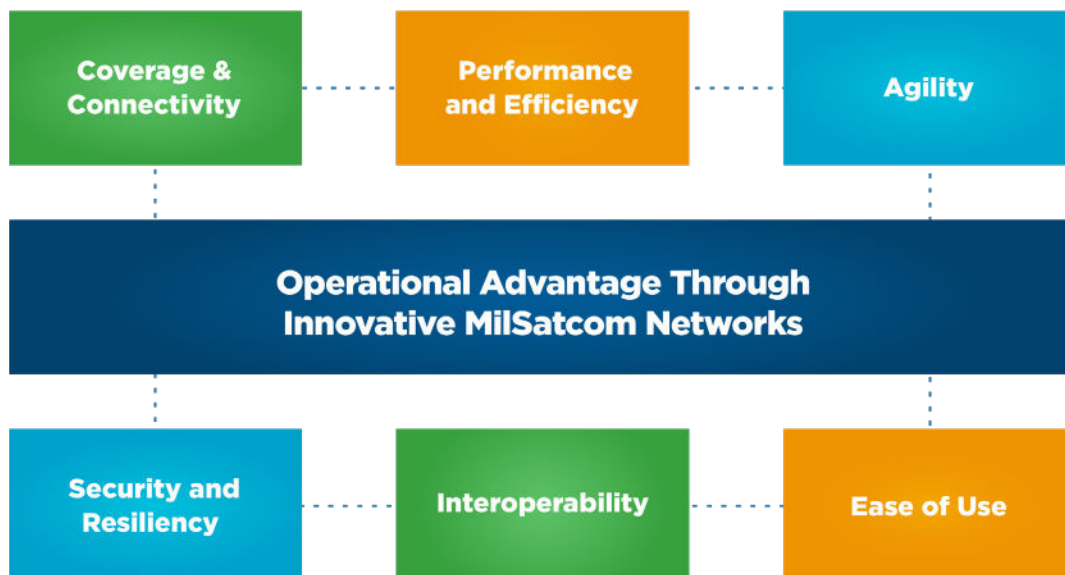 Coverage &
Connectivity
Performance
and Efficiency
Agility
Operational Advantage Through
Innovative MilSatcom Networks
Security and
Resiliency
Interoperability
Ease of Use